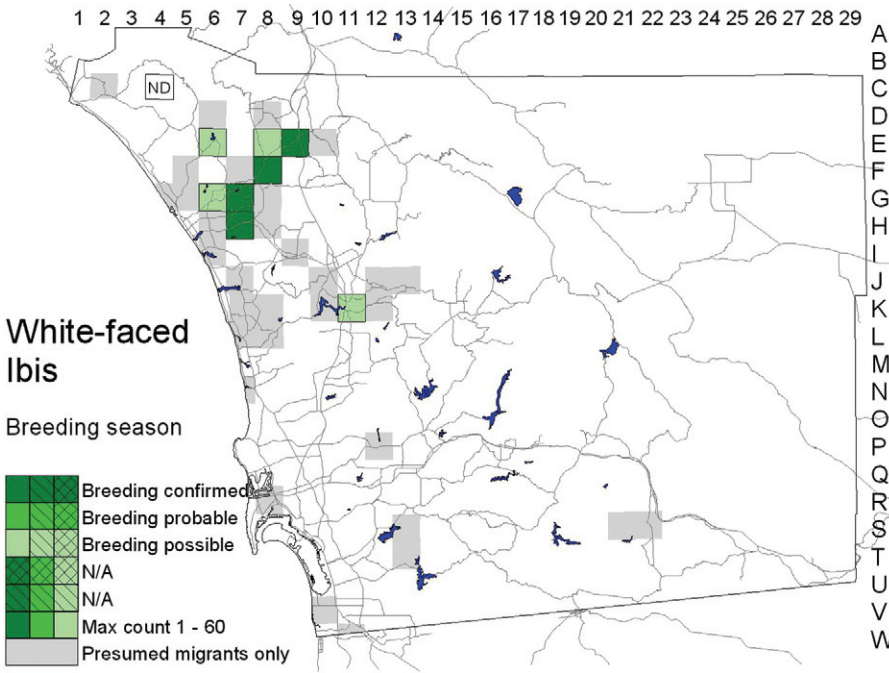 1 2 3 4 5 6 7 8 9 10 11 12 13 14 15 16 17 18 19 20 21 22 23 24 25 26 27 28 29
A
B
C
D
E
F
G
H
I
J
K
L
M
N
O
P
Q
R
S
T
U
V
W
ND
White-faced
Ibis
Breeding season
Breeding confirmed
Breeding probable
Breeding possible
N/A
N/A
Max count 1 - 60
Presumed migrants only